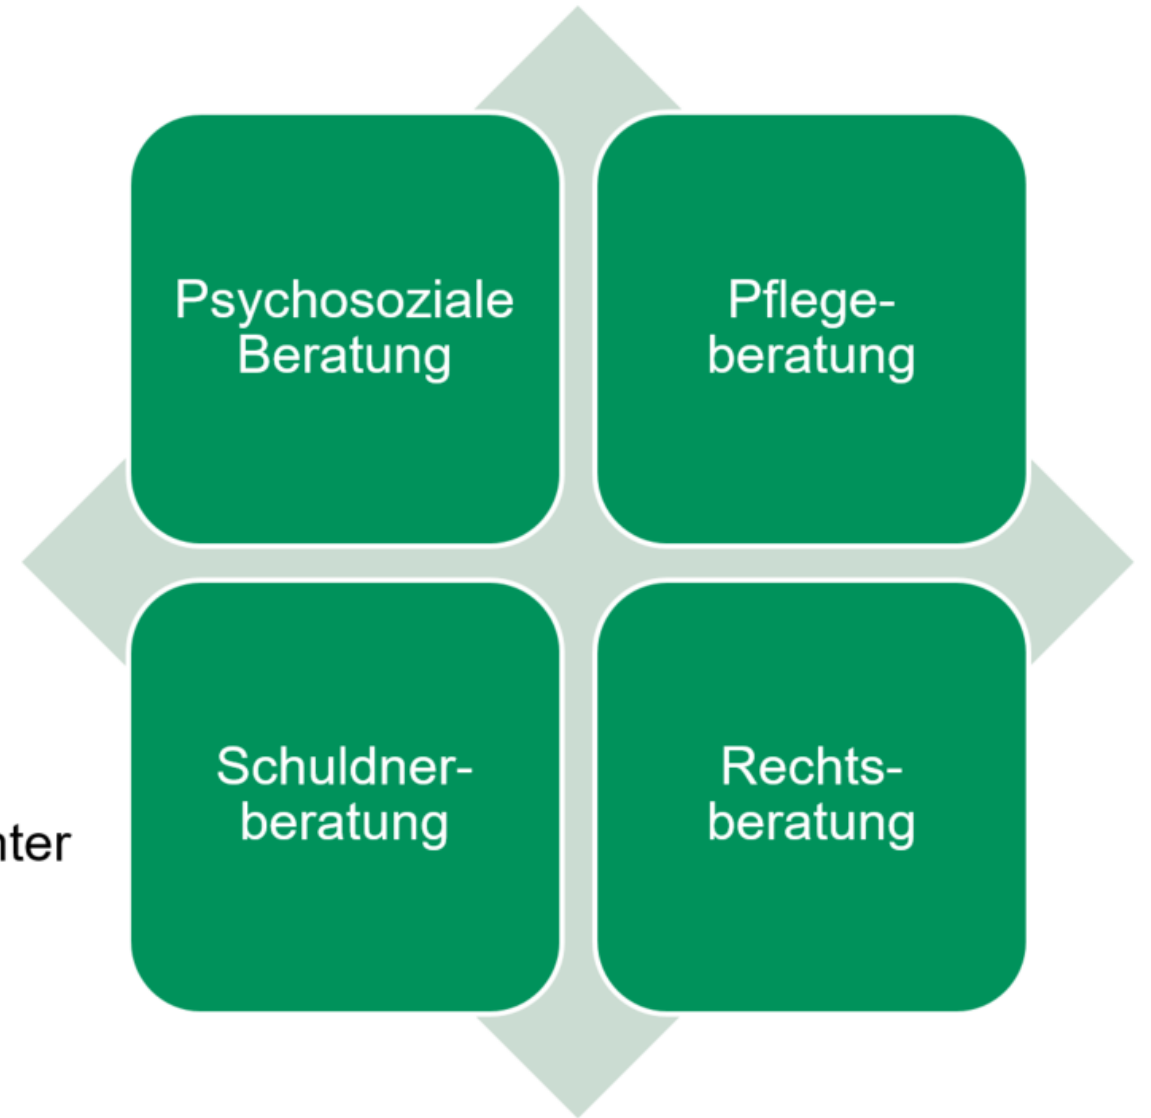 Psychosoziale
Beratung
Pflege-
beratung
Schuldner-
beratung
Rechts-
beratung